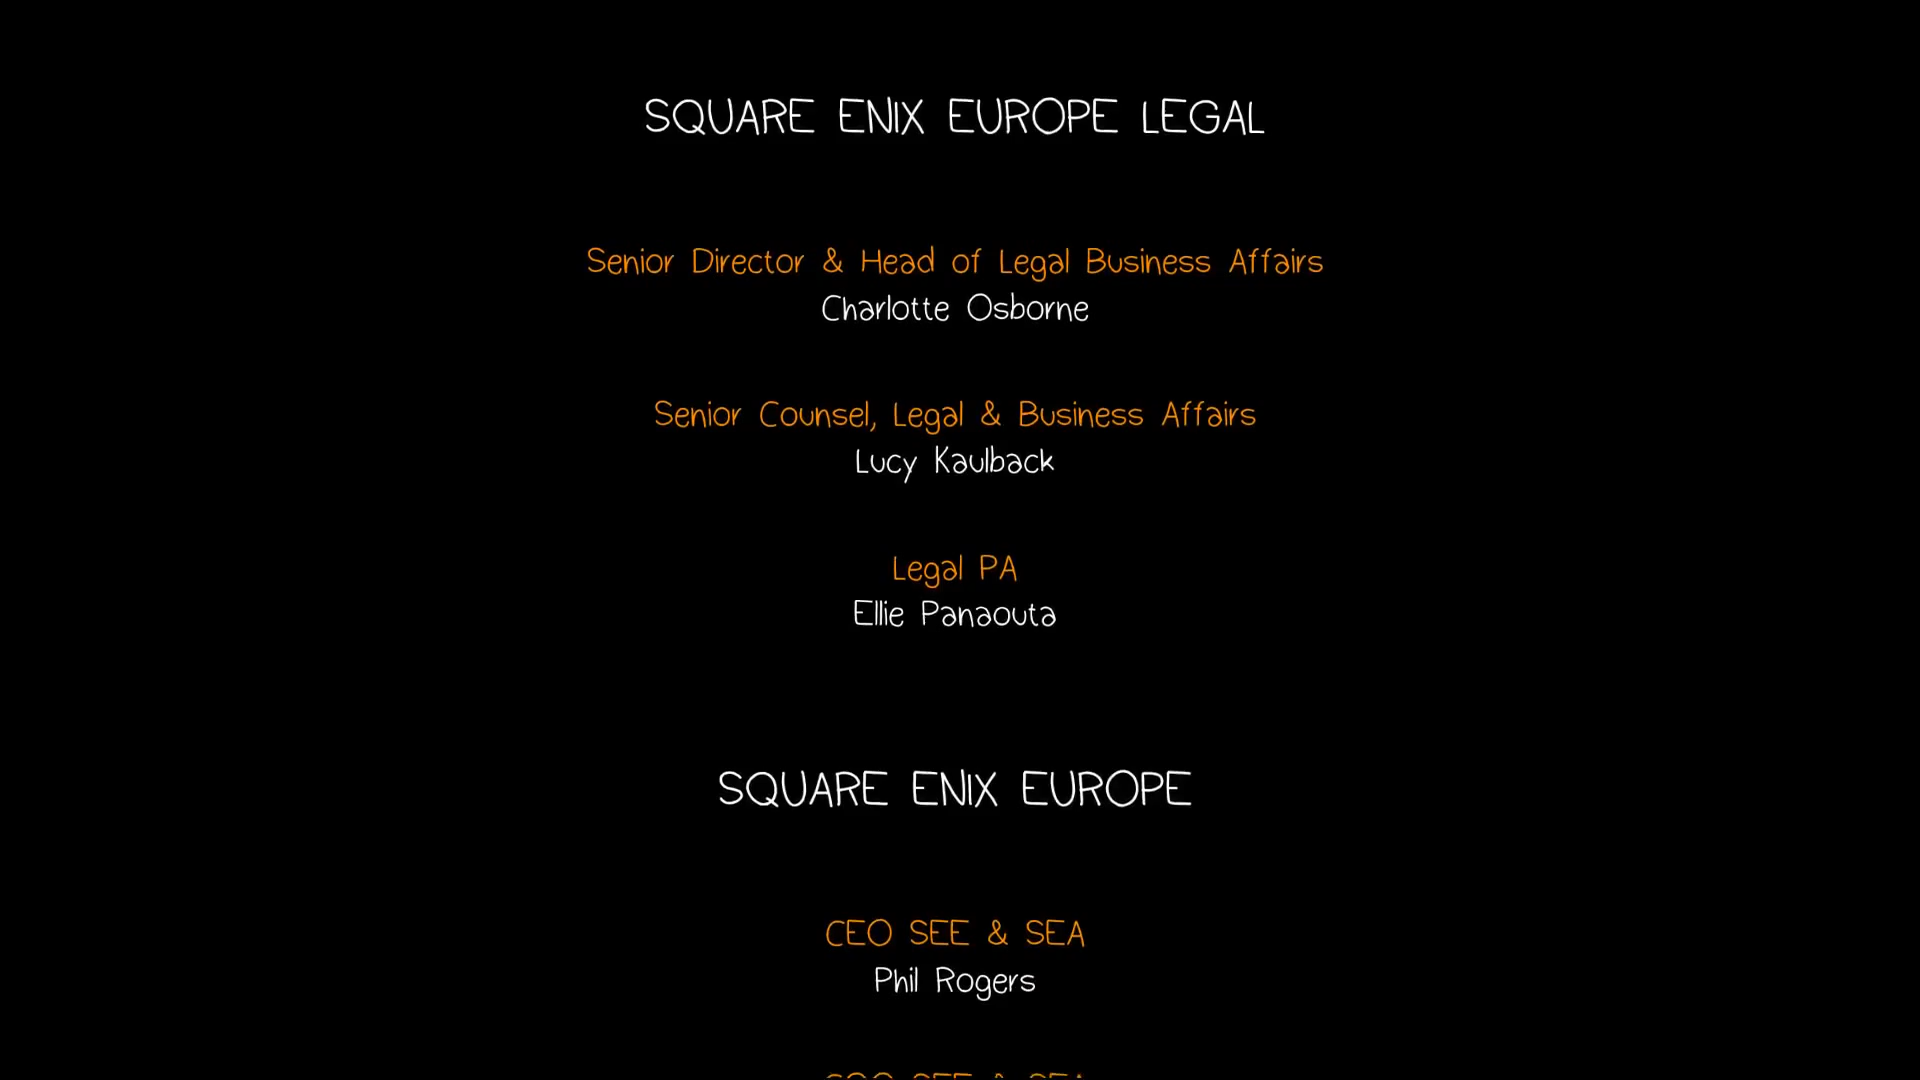 SQUARE ENIX EUROPE LEGAL
Senior Director & Head of Legal Business Affairs
Charlotte Osborne
Senior Counsel, Legal & Business Affairs
Lucy Kaulback
Legal PA
Ellie Panaouta
SQUARE ENIX EUROPE
CEO SEE & SEA
Phil Rogers